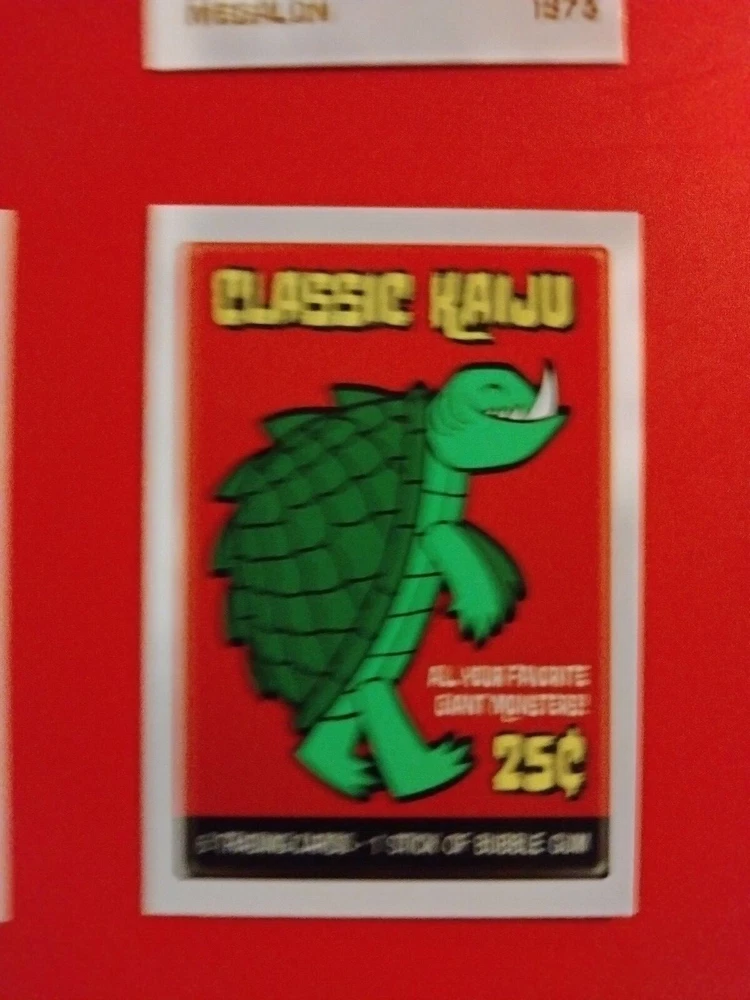 MEGALON 1973
CLASSIC KAIJU
ALL YOUR FAVORITE
GIANT MONSTERS!
25¢
TRADING CARDS - 1 STICK OF BUBBLE GUM